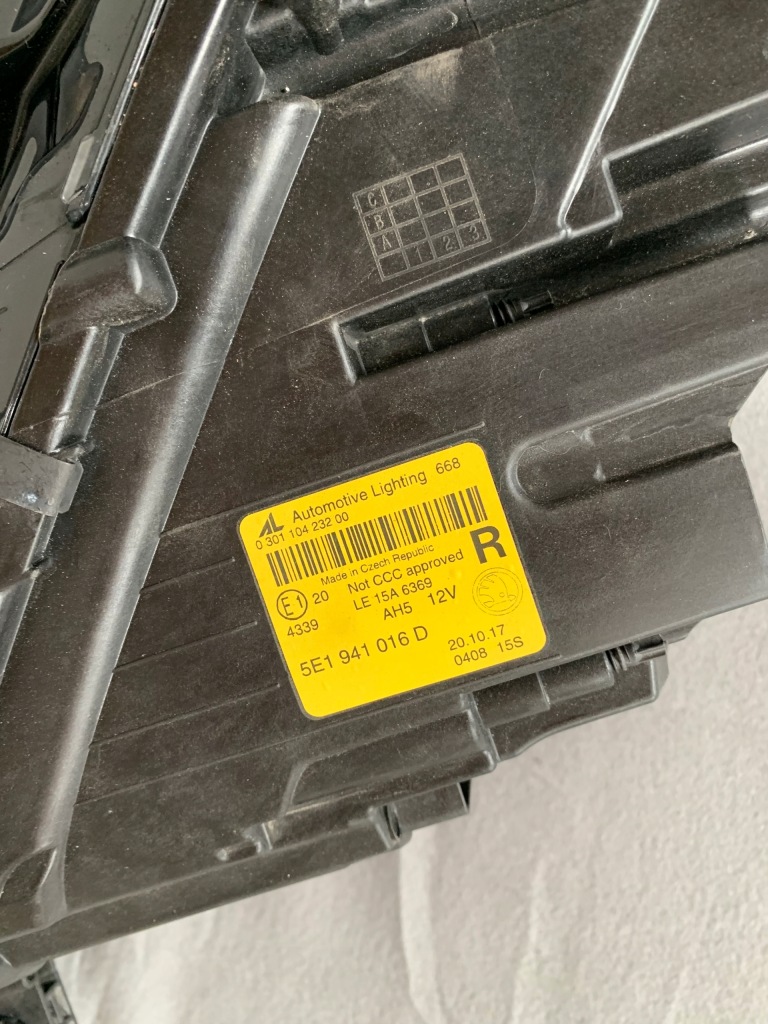 C
B
A
1 2 3
AL Automotive Lighting 668
0 301 104 232 00
Made in Czech Republic
R
Not CCC approved
E1 20 LE 15A 6369
4339 AH5 12V
5E1 941 016 D
20.10.17
0408 15S